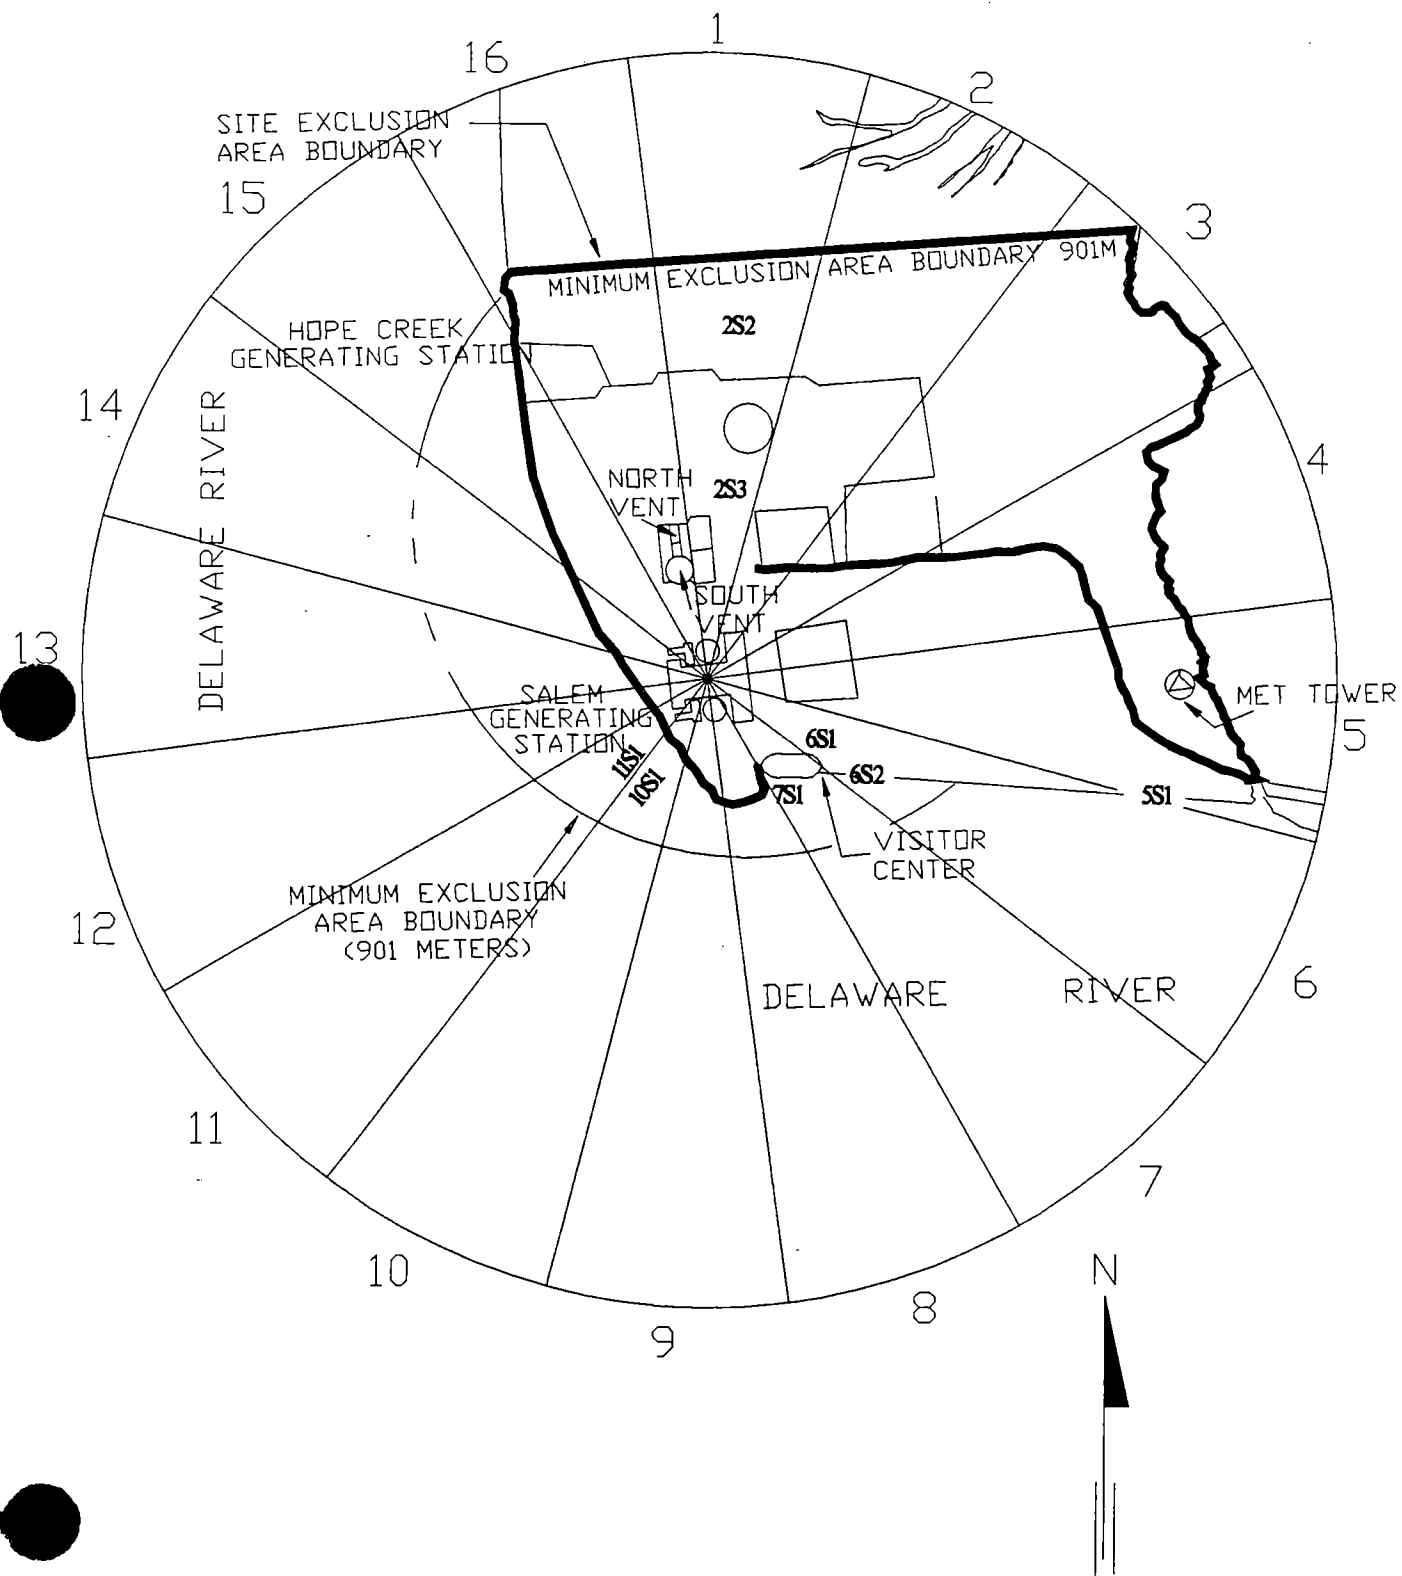 1
16
2
SITE EXCLUSION
AREA BOUNDARY
15
3
MINIMUM EXCLUSION AREA BOUNDARY 901M
2S2
HOPE CREEK
GENERATING STATION
14
DELAWARE RIVER
4
NORTH
VENT
2S3
SOUTH
VENT
13
SALEM
GENERATING
STATION
MET TOWER
5
6S1
11S1
10S1
6S2
7S1
5S1
VISITOR
CENTER
MINIMUM EXCLUSION
AREA BOUNDARY
(901 METERS)
12
DELAWARE RIVER
6
11
7
10
N
8
9